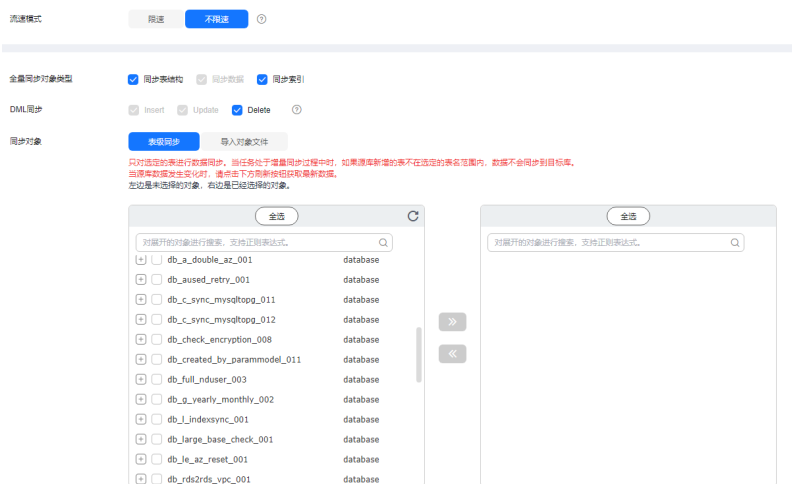 流速模式 限速 不限速
全量同步对象类型 同步表结构 同步数据 同步索引
DML同步 Insert Update Delete
同步对象 表级同步 导入对象文件
只对选定的表进行数据同步。当任务处于增量同步过程中时，如果源库新增的表不在选定的表名范围内，数据不会同步到目标库。
当源库数据发生变化时，请点击下方刷新按钮获取最新数据。
左边是未选择的对象，右边是已经选择的对象。
全选 全选
对展开的对象进行搜索，支持正则表达式。 对展开的对象进行搜索，支持正则表达式。
db_a_double_az_001 database
db_aused_retry_001 database
db_c_sync_mysqltopg_011 database
db_c_sync_mysqltopg_012 database
db_check_encryption_008 database
db_created_by_parammodel_011 database
db_full_nduser_003 database
db_g_yearly_monthly_002 database
db_l_indexsync_001 database
db_large_base_check_001 database
db_le_az_reset_001 database
db_rds2rds_vpc_001 database